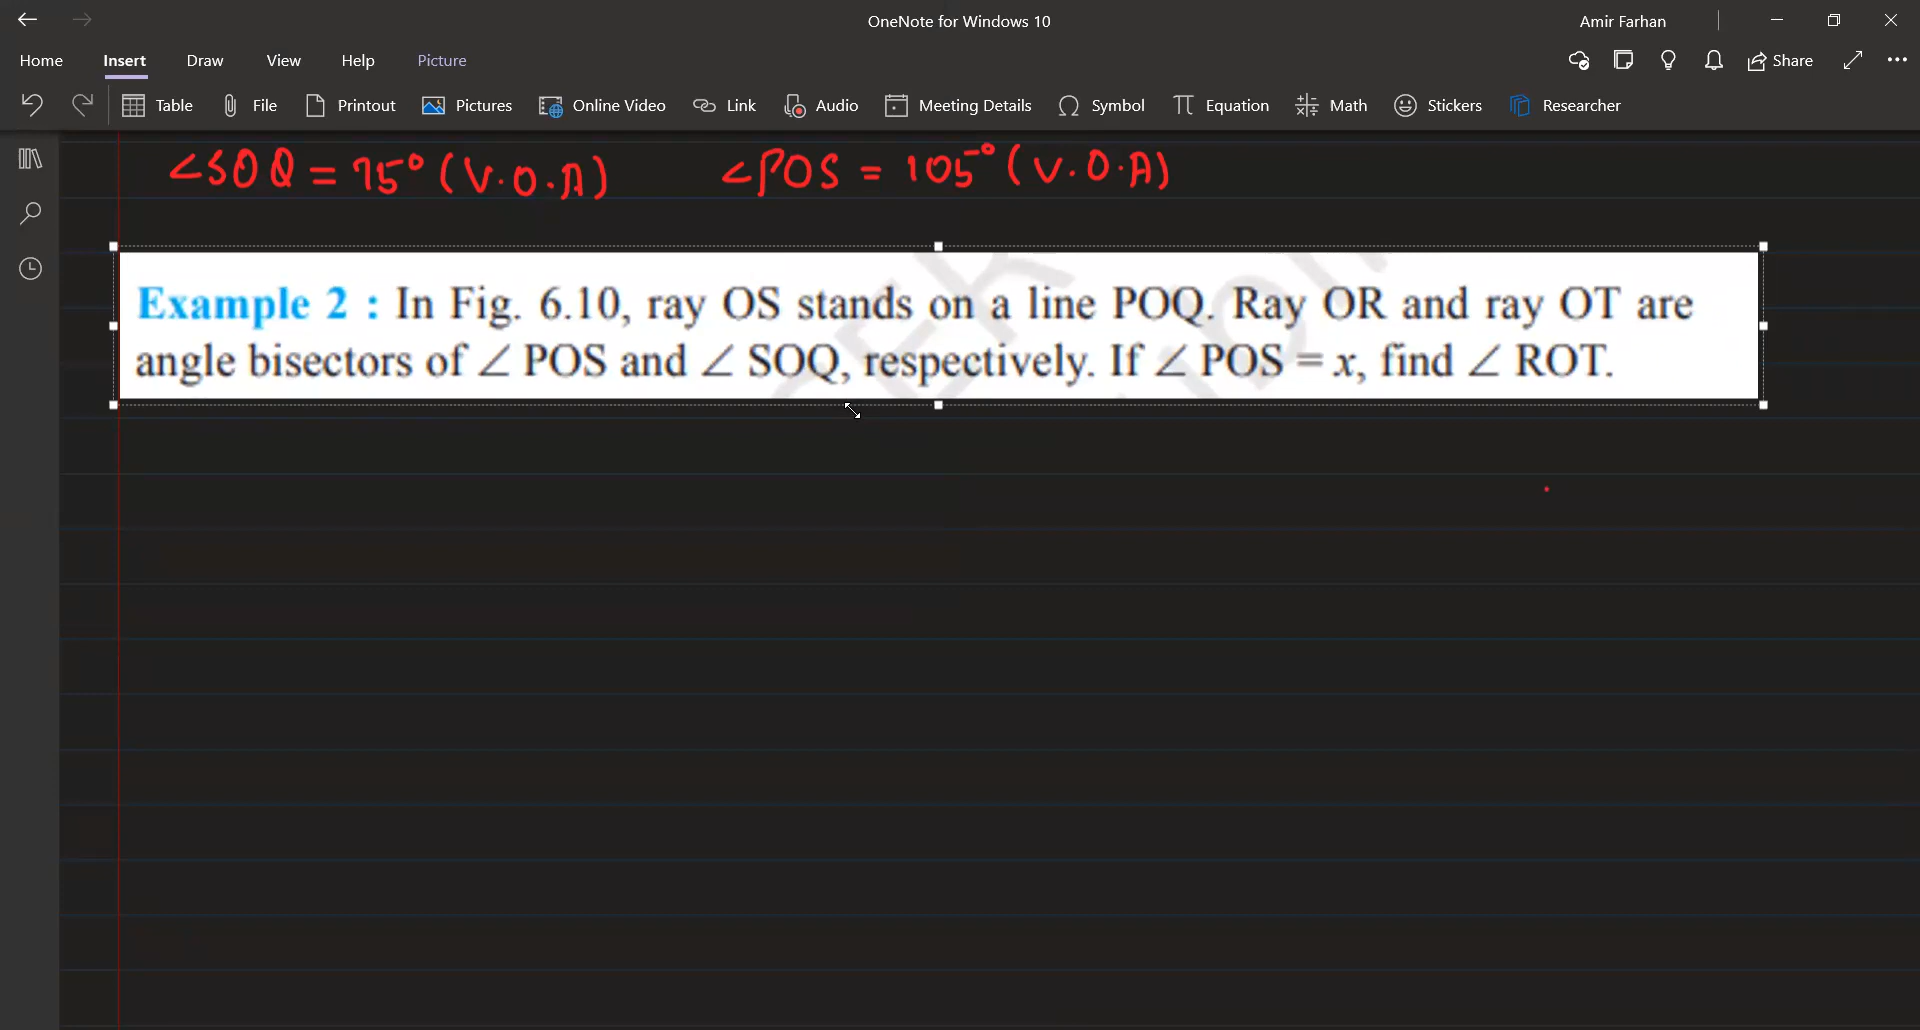 OneNote for Windows 10
Amir Farhan
Home Insert Draw View Help Picture
Share
Table File Printout Pictures Online Video Link Audio Meeting Details Symbol Equation Math Stickers Researcher
∠SOQ = 75° (V.O.A) ∠POS = 105° (V.O.A)
Example 2 : In Fig. 6.10, ray OS stands on a line POQ. Ray OR and ray OT are
angle bisectors of ∠ POS and ∠ SOQ, respectively. If ∠ POS = x, find ∠ ROT.